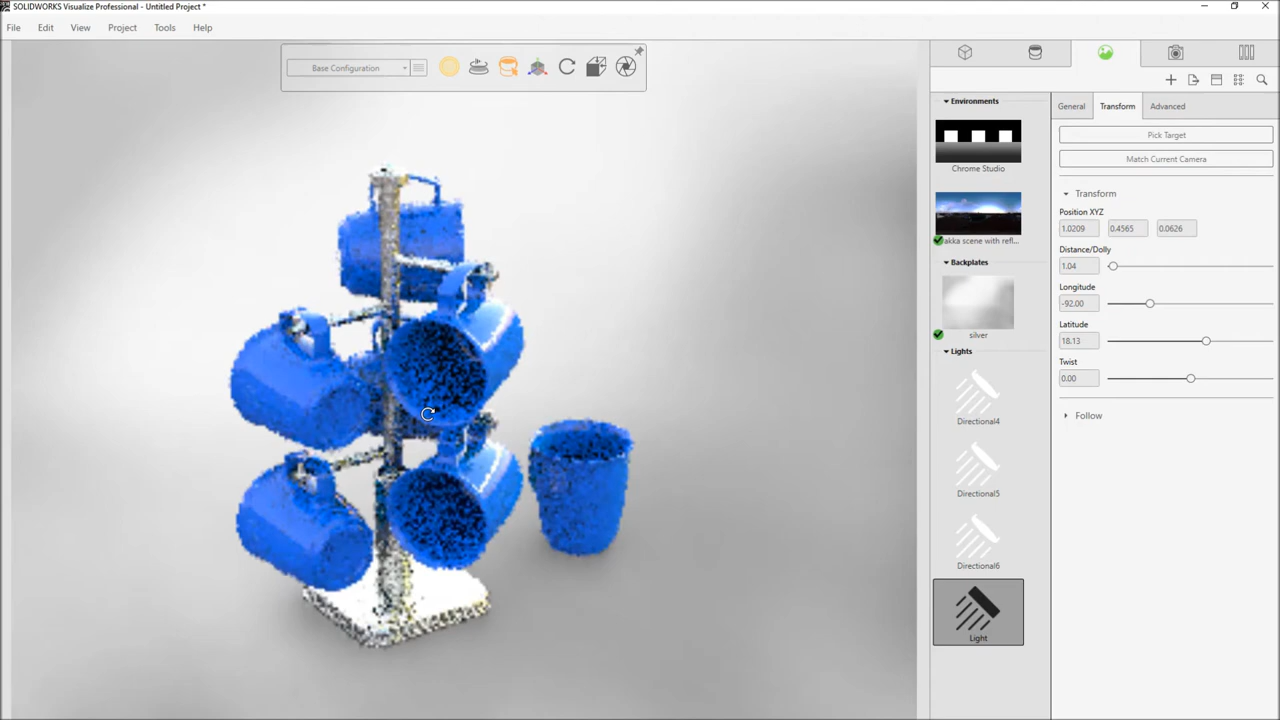 SOLIDWORKS Visualize Professional - Untitled Project *
File Edit View Project Tools Help
Base Configuration
Environments
Chrome Studio
akka scene with refl...
Backplates
silver
Lights
Directional4
Directional5
Directional6
Light
General Transform Advanced
Pick Target
Match Current Camera
Transform
Position XYZ
1.0209 0.4565 0.0626
Distance/Dolly
1.04
Longitude
-92.00
Latitude
18.13
Twist
0.00
Follow